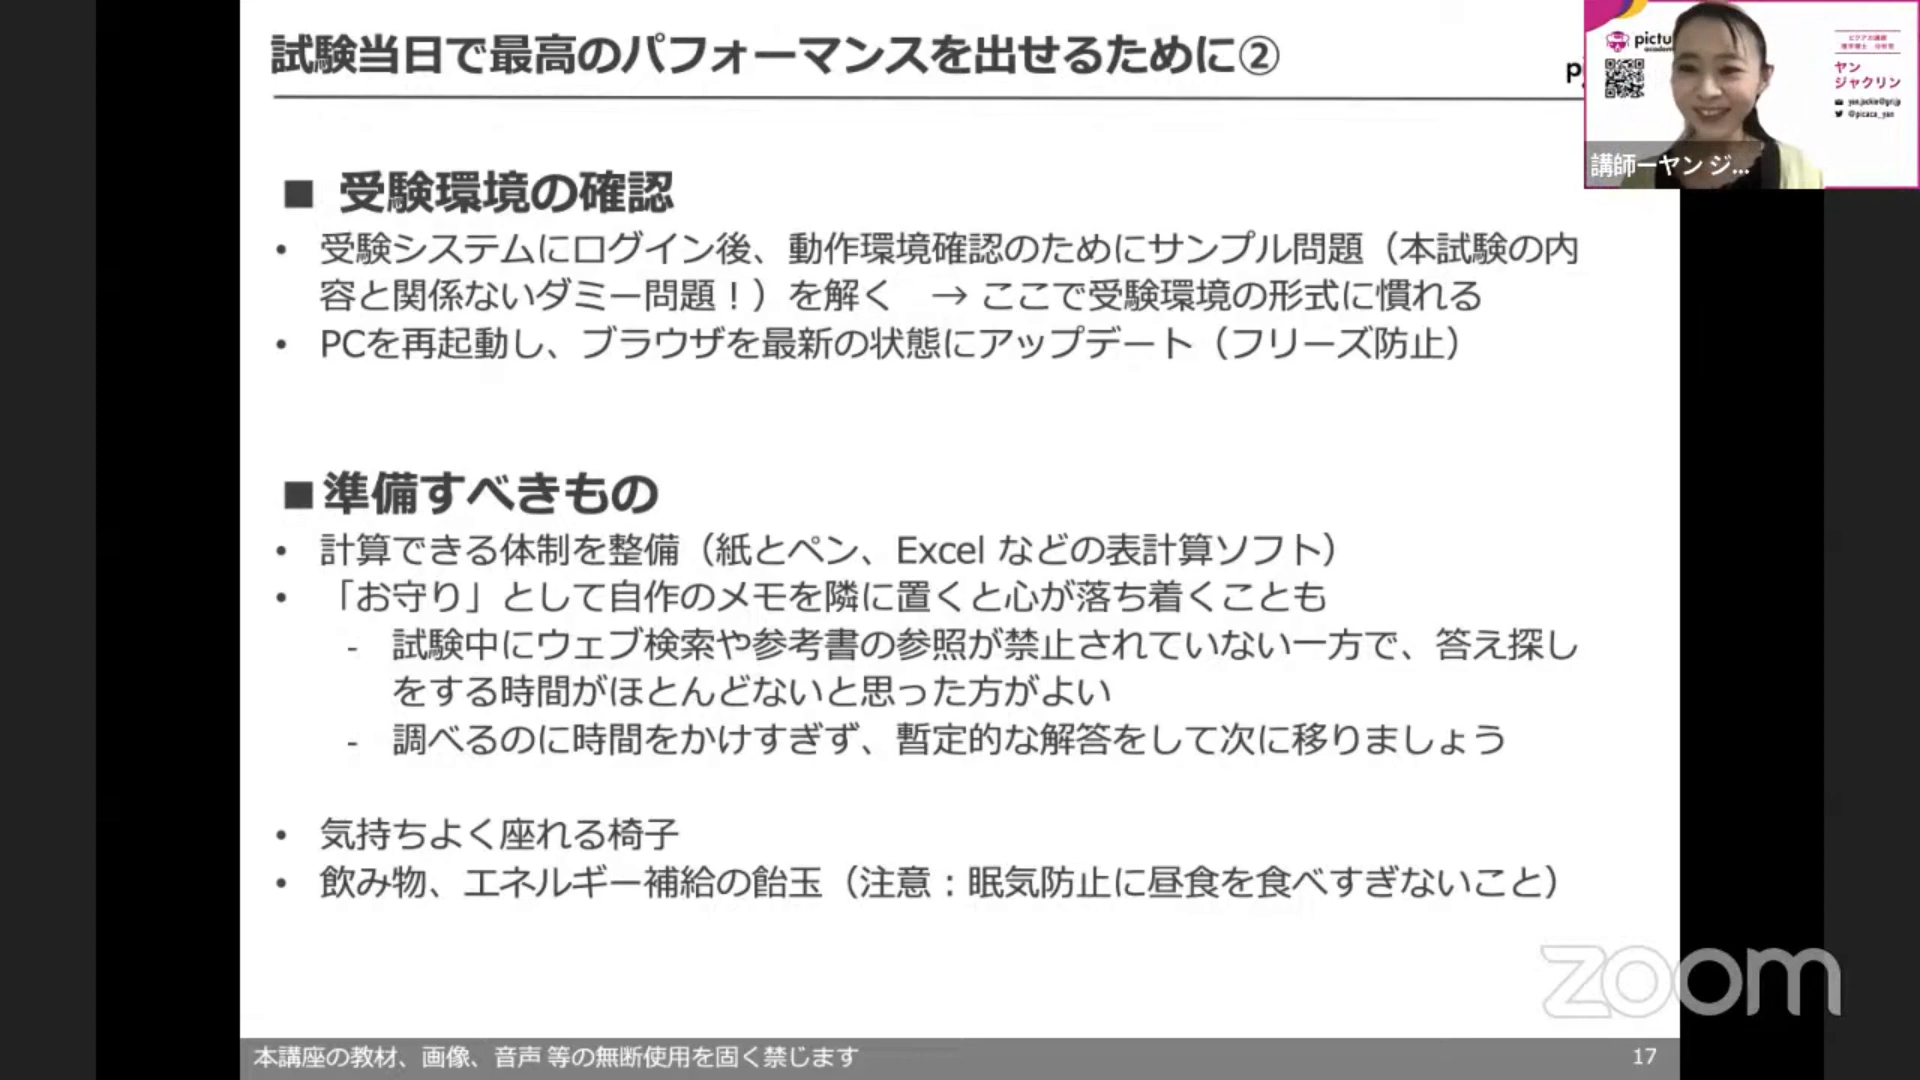 試験当日で最高のパフォーマンスを出せるために②
pictu
ヤン
ジャクリン
@picaca_yan
講師ーヤン ジ...
■ 受験環境の確認
• 受験システムにログイン後、動作環境確認のためにサンプル問題（本試験の内
容と関係ないダミー問題！）を解く　→ ここで受験環境の形式に慣れる
• PCを再起動し、ブラウザを最新の状態にアップデート（フリーズ防止）
■準備すべきもの
• 計算できる体制を整備（紙とペン、Excel などの表計算ソフト）
• 「お守り」として自作のメモを隣に置くと心が落ち着くことも
- 試験中にウェブ検索や参考書の参照が禁止されていない一方で、答え探し
をする時間がほとんどないと思った方がよい
- 調べるのに時間をかけすぎず、暫定的な解答をして次に移りましょう
• 気持ちよく座れる椅子
• 飲み物、エネルギー補給の飴玉（注意：眠気防止に昼食を食べすぎないこと）
zoom
本講座の教材、画像、音声 等の無断使用を固く禁じます
17